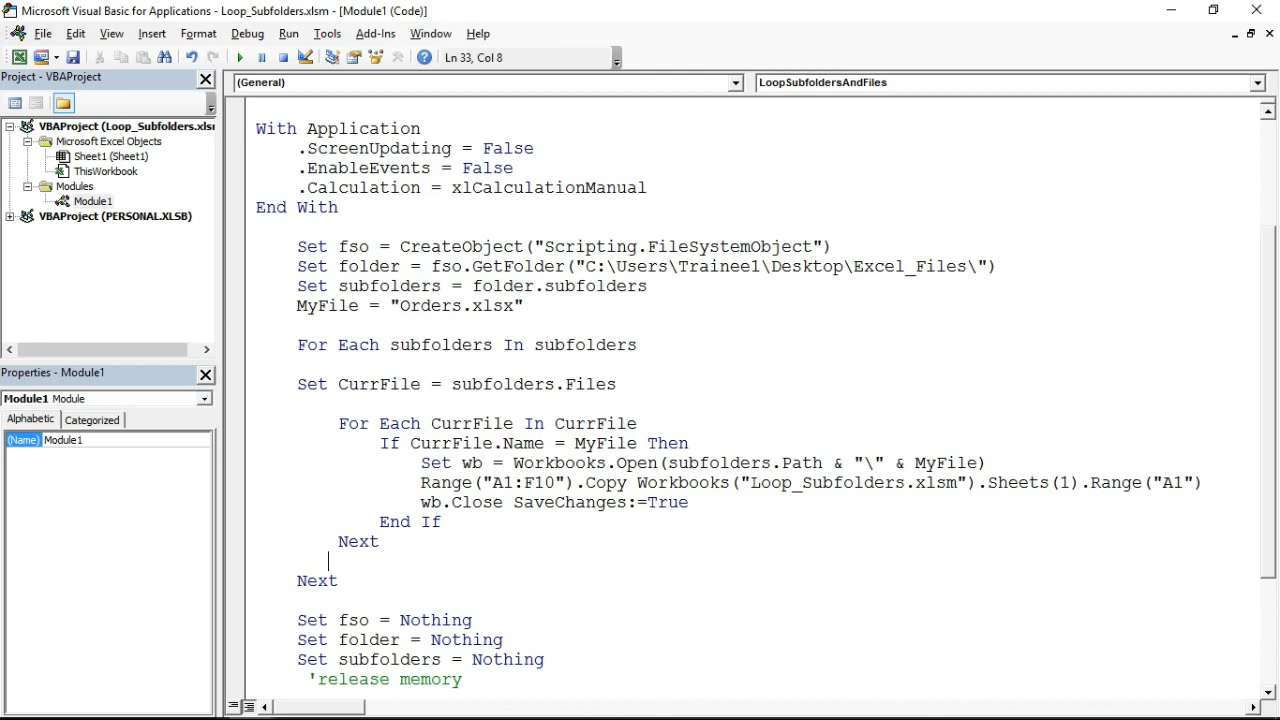 Microsoft Visual Basic for Applications - Loop_Subfolders.xlsm - [Module1 (Code)]
File Edit View Insert Format Debug Run Tools Add-Ins Window Help
Ln 33, Col 8
Project - VBAProject
(General)
LoopSubfoldersAndFiles
VBAProject (Loop_Subfolders.xlsm
Microsoft Excel Objects
Sheet1 (Sheet1)
ThisWorkbook
Modules
Module1
VBAProject (PERSONAL.XLSB)
Properties - Module1
Module1 Module
Alphabetic Categorized
(Name) Module1
With Application
.ScreenUpdating = False
.EnableEvents = False
.Calculation = xlCalculationManual
End With
Set fso = CreateObject("Scripting.FileSystemObject")
Set folder = fso.GetFolder("C:\Users\Trainee1\Desktop\Excel_Files\")
Set subfolders = folder.subfolders
MyFile = "Orders.xlsx"
For Each subfolders In subfolders
Set CurrFile = subfolders.Files
For Each CurrFile In CurrFile
If CurrFile.Name = MyFile Then
Set wb = Workbooks.Open(subfolders.Path & "\" & MyFile)
Range("A1:F10").Copy Workbooks("Loop_Subfolders.xlsm").Sheets(1).Range("A1")
wb.Close SaveChanges:=True
End If
Next
Next
Set fso = Nothing
Set folder = Nothing
Set subfolders = Nothing
'release memory